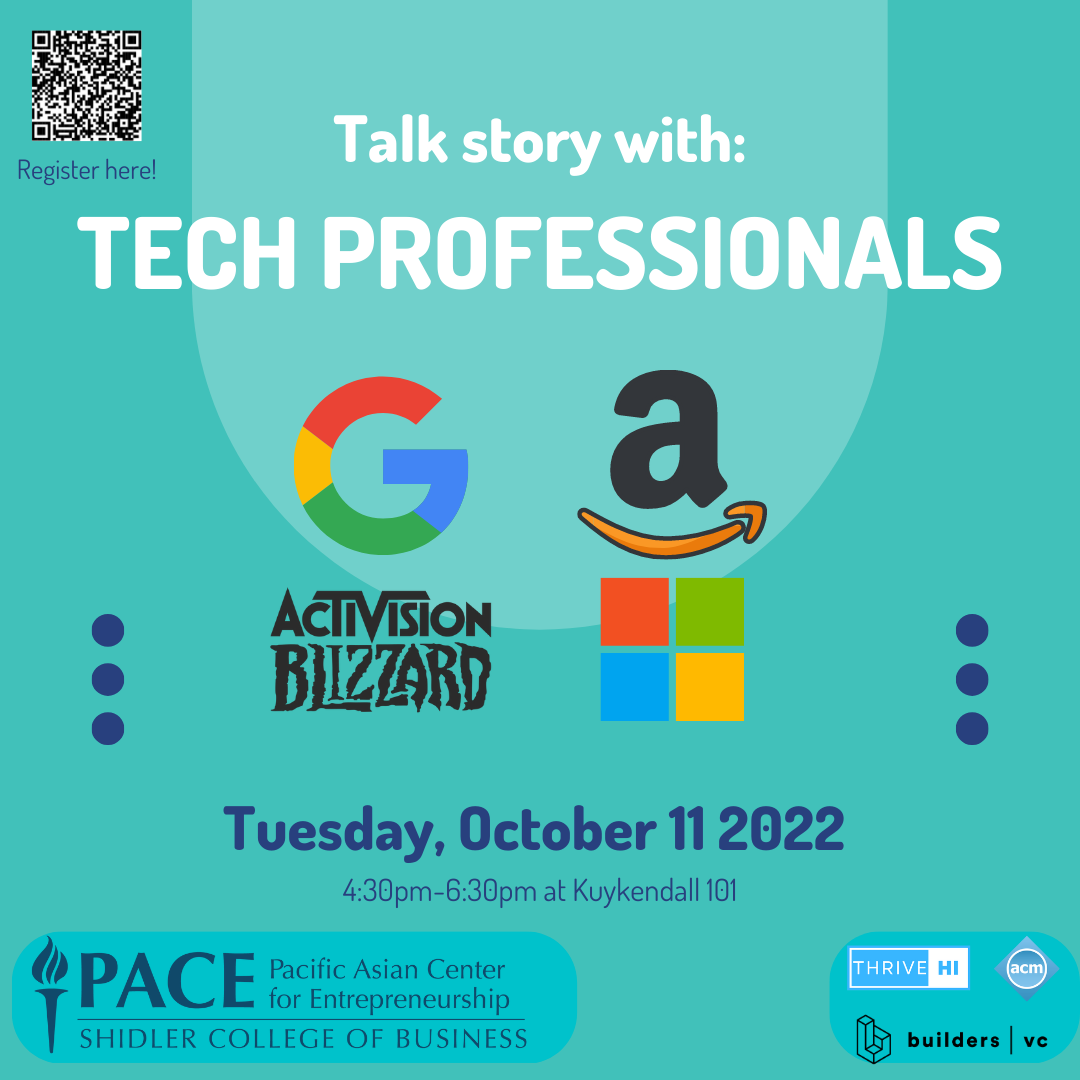 Register here!
Talk story with:
TECH PROFESSIONALS
a
ACTIVISION
BLIZZARD
Tuesday, October 11 2022
4:30pm-6:30pm at Kuykendall 101
PACE Pacific Asian Center
for Entrepreneurship
SHIDLER COLLEGE OF BUSINESS
THRIVE HI
acm
builders | vc